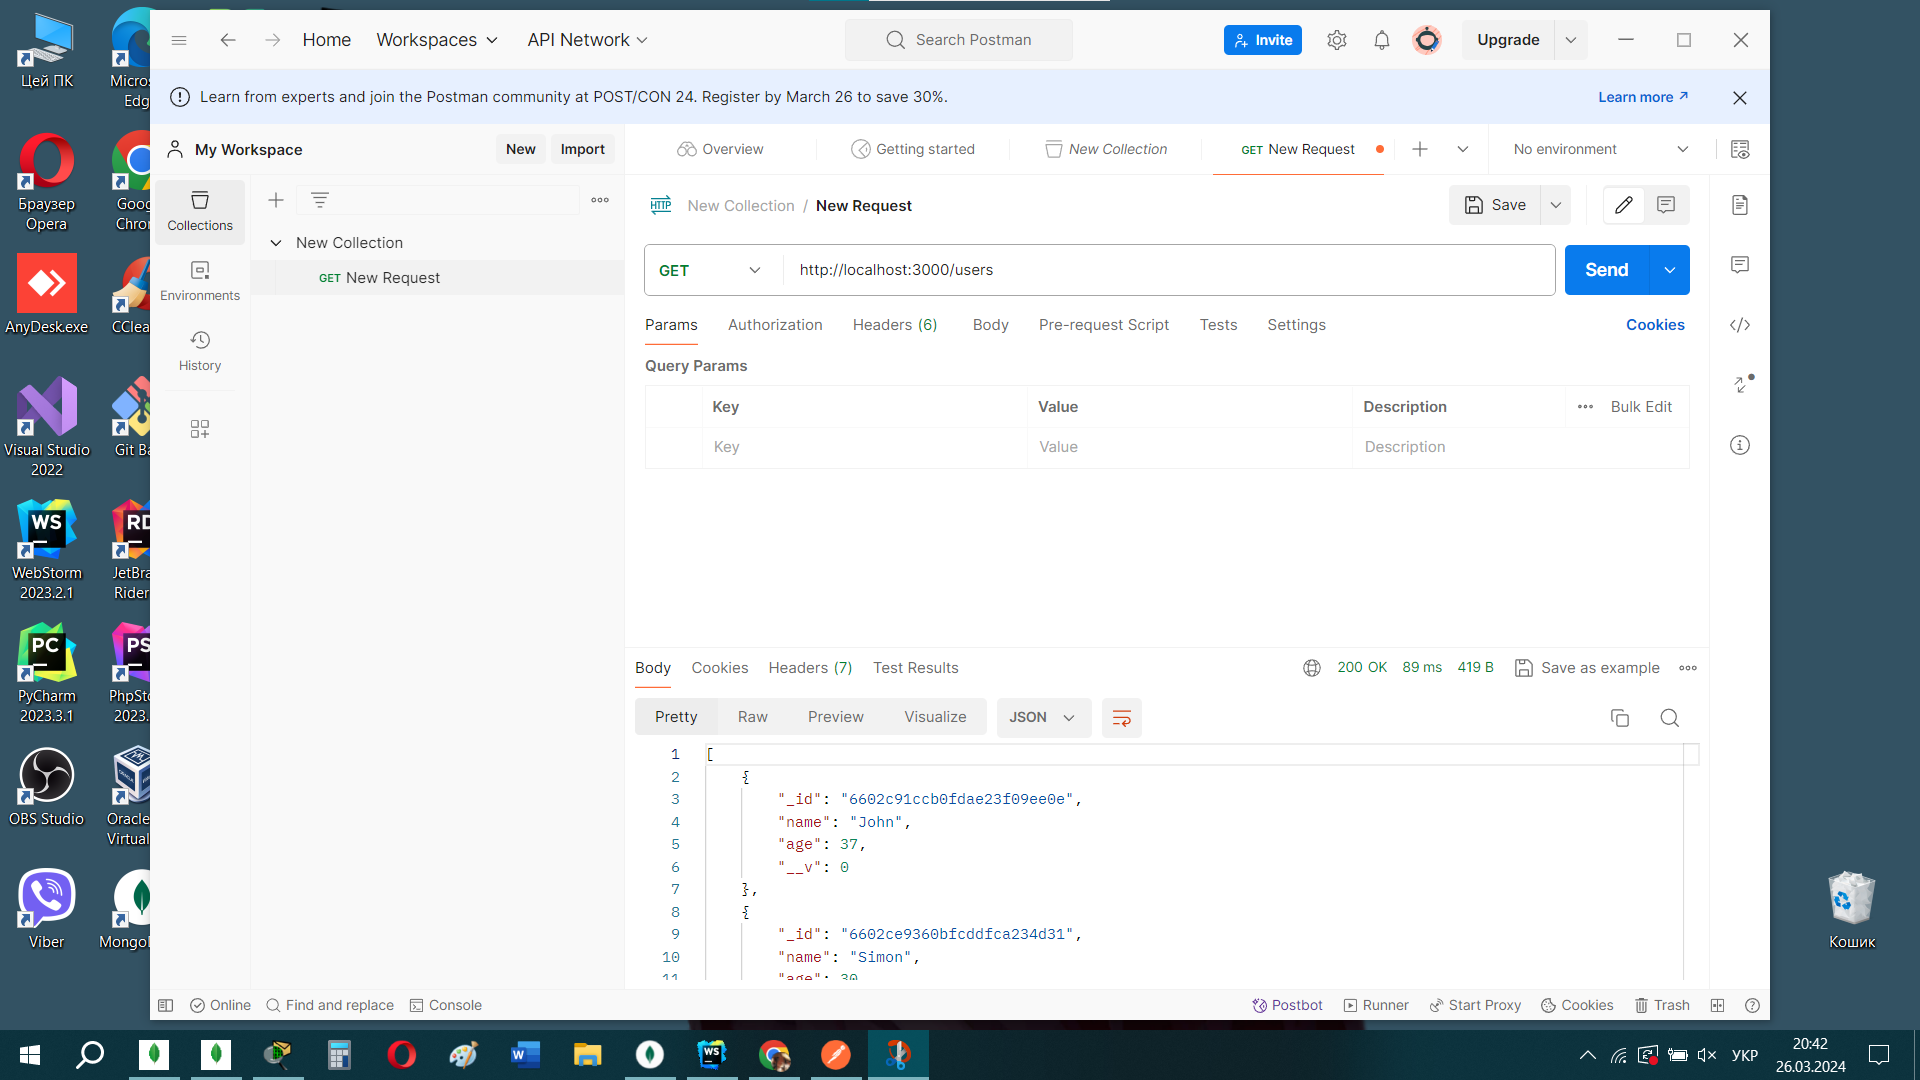 Home
Workspaces
API Network
Search Postman
Invite
Upgrade
Learn from experts and join the Postman community at POST/CON 24. Register by March 26 to save 30%.
Learn more
My Workspace
New
Import
Overview
Getting started
New Collection
GET New Request
No environment
Collections
Environments
History
New Collection
GET New Request
HTTP
New Collection / New Request
Save
GET
http://localhost:3000/users
Send
Params
Authorization
Headers (6)
Body
Pre-request Script
Tests
Settings
Cookies
Query Params
Key
Value
Description
Bulk Edit
Key
Value
Description
Body
Cookies
Headers (7)
Test Results
200 OK
89 ms
419 B
Save as example
Pretty
Raw
Preview
Visualize
JSON
1 [
2 {
3 "_id": "6602c91ccb0fdae23f09ee0e",
4 "name": "John",
5 "age": 37,
6 "__v": 0
7 },
8 {
9 "_id": "6602ce9360bfcddfca234d31",
10 "name": "Simon",
11 "age": 30
Online
Find and replace
Console
Postbot
Runner
Start Proxy
Cookies
Trash
Цей ПК
Micros
Edg
Браузер
Opera
Goog
Chron
AnyDesk.exe
CClea
Visual Studio
2022
Git Ba
WS
WebStorm
2023.2.1
RD
JetBra
Rider
PC
PyCharm
2023.3.1
PS
PhpSto
2023.
OBS Studio
Oracle
Virtual
Viber
Mongo
Кошик
W
WS
УКР
20:42
26.03.2024